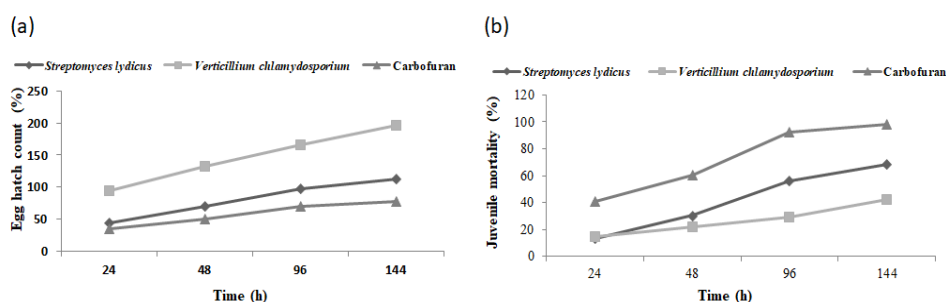 (a)
Streptomyces lydicus Verticillium chlamydosporium Carbofuran
Egg hatch count (%)
250
200
150
100
50
0
24 48 96 144
Time (h)
(b)
Streptomyces lydicus Verticillium chlamydosporium Carbofuran
Juvenile mortality (%)
120
100
80
60
40
20
0
24 48 96 144
Time (h)